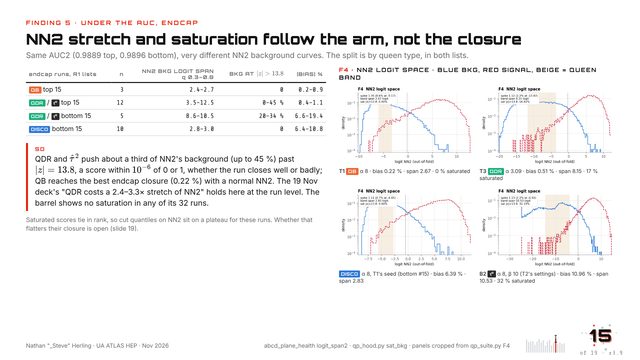 FINDING 5 · UNDER THE AUC, ENDCAP
NN2 stretch and saturation follow the arm, not the closure
Same AUC2 (0.9889 top, 0.9896 bottom), very different NN2 background curves. The split is by queen type, in both lists.
endcap runs, R1 lists n NN2 BKG LOGIT SPAN q 0.3–0.9 BKG AT |z| > 13.8 |BIAS| %
QB top 15 3 2.4–2.7 0 0.2–0.9
QDR / r̂² top 15 12 3.5–12.5 0–45 % 0.4–1.1
QDR / r̂² bottom 15 5 8.6–10.5 28–34 % 6.6–19.4
DISCO bottom 15 10 2.8–3.0 0 6.4–10.8
SO
QDR and r̂² push about a third of NN2's background (up to 45 %) past
|z| = 13.8, a score within 10⁻⁶ of 0 or 1, whether the run closes well or badly;
QB reaches the best endcap closure (0.22 %) with a normal NN2. The 19 Nov
deck's "QDR costs a 2.4–3.3× stretch of NN2" holds here at the run level. The
barrel shows no saturation in any of its 32 runs.
Saturated scores tie in rank, so cut quantiles on NN2 sit on a plateau for these runs. Whether that
flatters their closure is open (slide 19).
F4 · NN2 LOGIT SPACE · BLUE BKG, RED SIGNAL, BEIGE = QUEEN
BAND
F4 NN2 logit space
density
logit NN2 (out-of-fold)
T1 QB α 8 · bias 0.22 % · span 2.67 · 0 % saturated
F4 NN2 logit space
density
logit NN2 (out-of-fold)
T3 QDR α 3.09 · bias 0.51 % · span 8.15 · 17 %
saturated
F4 NN2 logit space
density
logit NN2 (out-of-fold)
DISCO α 8, T1's seed (bottom #15) · bias 6.39 % ·
span 2.83
F4 NN2 logit space
density
logit NN2 (out-of-fold)
B2 r̂² α 8, β 10 (T2's settings) · bias 10.96 % · span
10.53 · 32 % saturated
Nathan "_Steve" Herling · UA ATLAS HEP · Nov 2026
abcd_plane_health logit_span2 · qp_hood.py sat_bkg · panels cropped from qp_suite.py F4
15